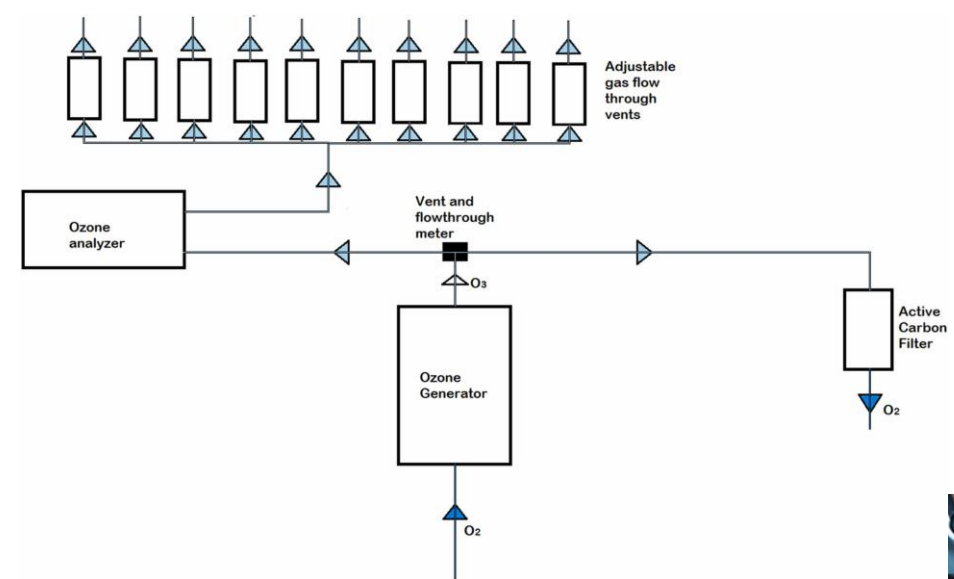 Adjustable
gas flow
through
vents
Vent and
flowthrough
meter
Ozone
analyzer
O₃
Active
Carbon
Filter
Ozone
Generator
O₂
O₂